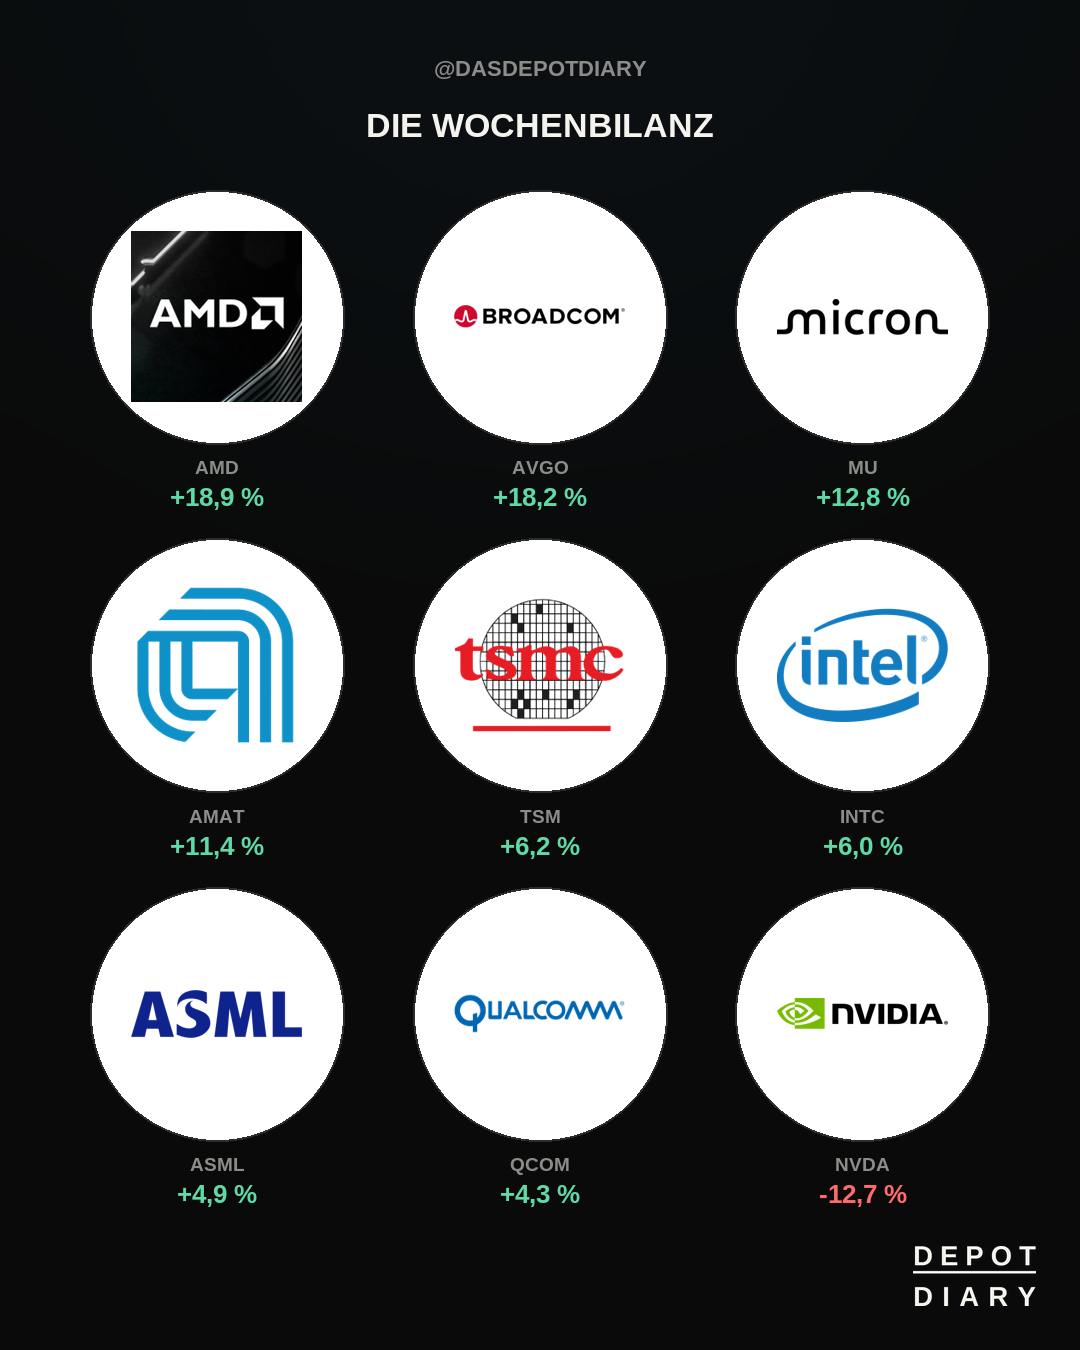 @DASDEPOTDIARY
DIE WOCHENBILANZ
AMD
BROADCOM®
micron
AMD
AVGO
MU
+18,9 %
+18,2 %
+12,8 %
tsmc
intel®
AMAT
TSM
INTC
+11,4 %
+6,2 %
+6,0 %
ASML
QUALCOMM®
NVIDIA®
ASML
QCOM
NVDA
+4,9 %
+4,3 %
-12,7 %
DEPOT
DIARY